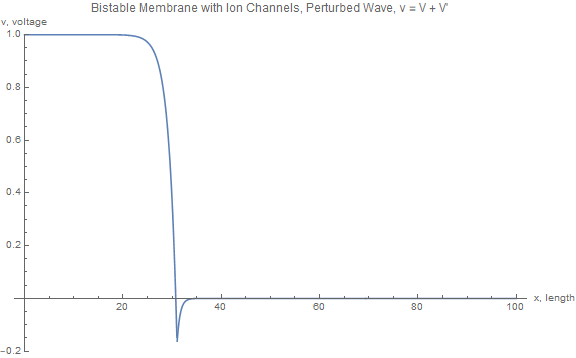 Bistable Membrane with Ion Channels, Perturbed Wave, v = V + V'
v, voltage
1.0
0.8
0.6
0.4
0.2
20 40 60 80 100 x, length
-0.2